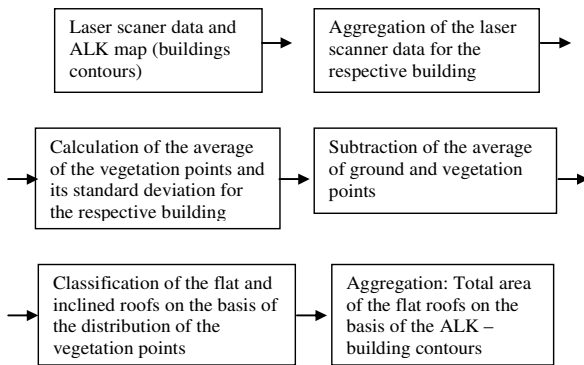 Laser scaner data and
ALK map (buildings
contours)
Aggregation of the laser
scanner data for the
respective building
Calculation of the average
of the vegetation points and
its standard deviation for
the respective building
Subtraction of the average
of ground and vegetation
points
Classification of the flat and
inclined roofs on the basis of
the distribution of the
vegetation points
Aggregation: Total area
of the flat roofs on the
basis of the ALK –
building contours